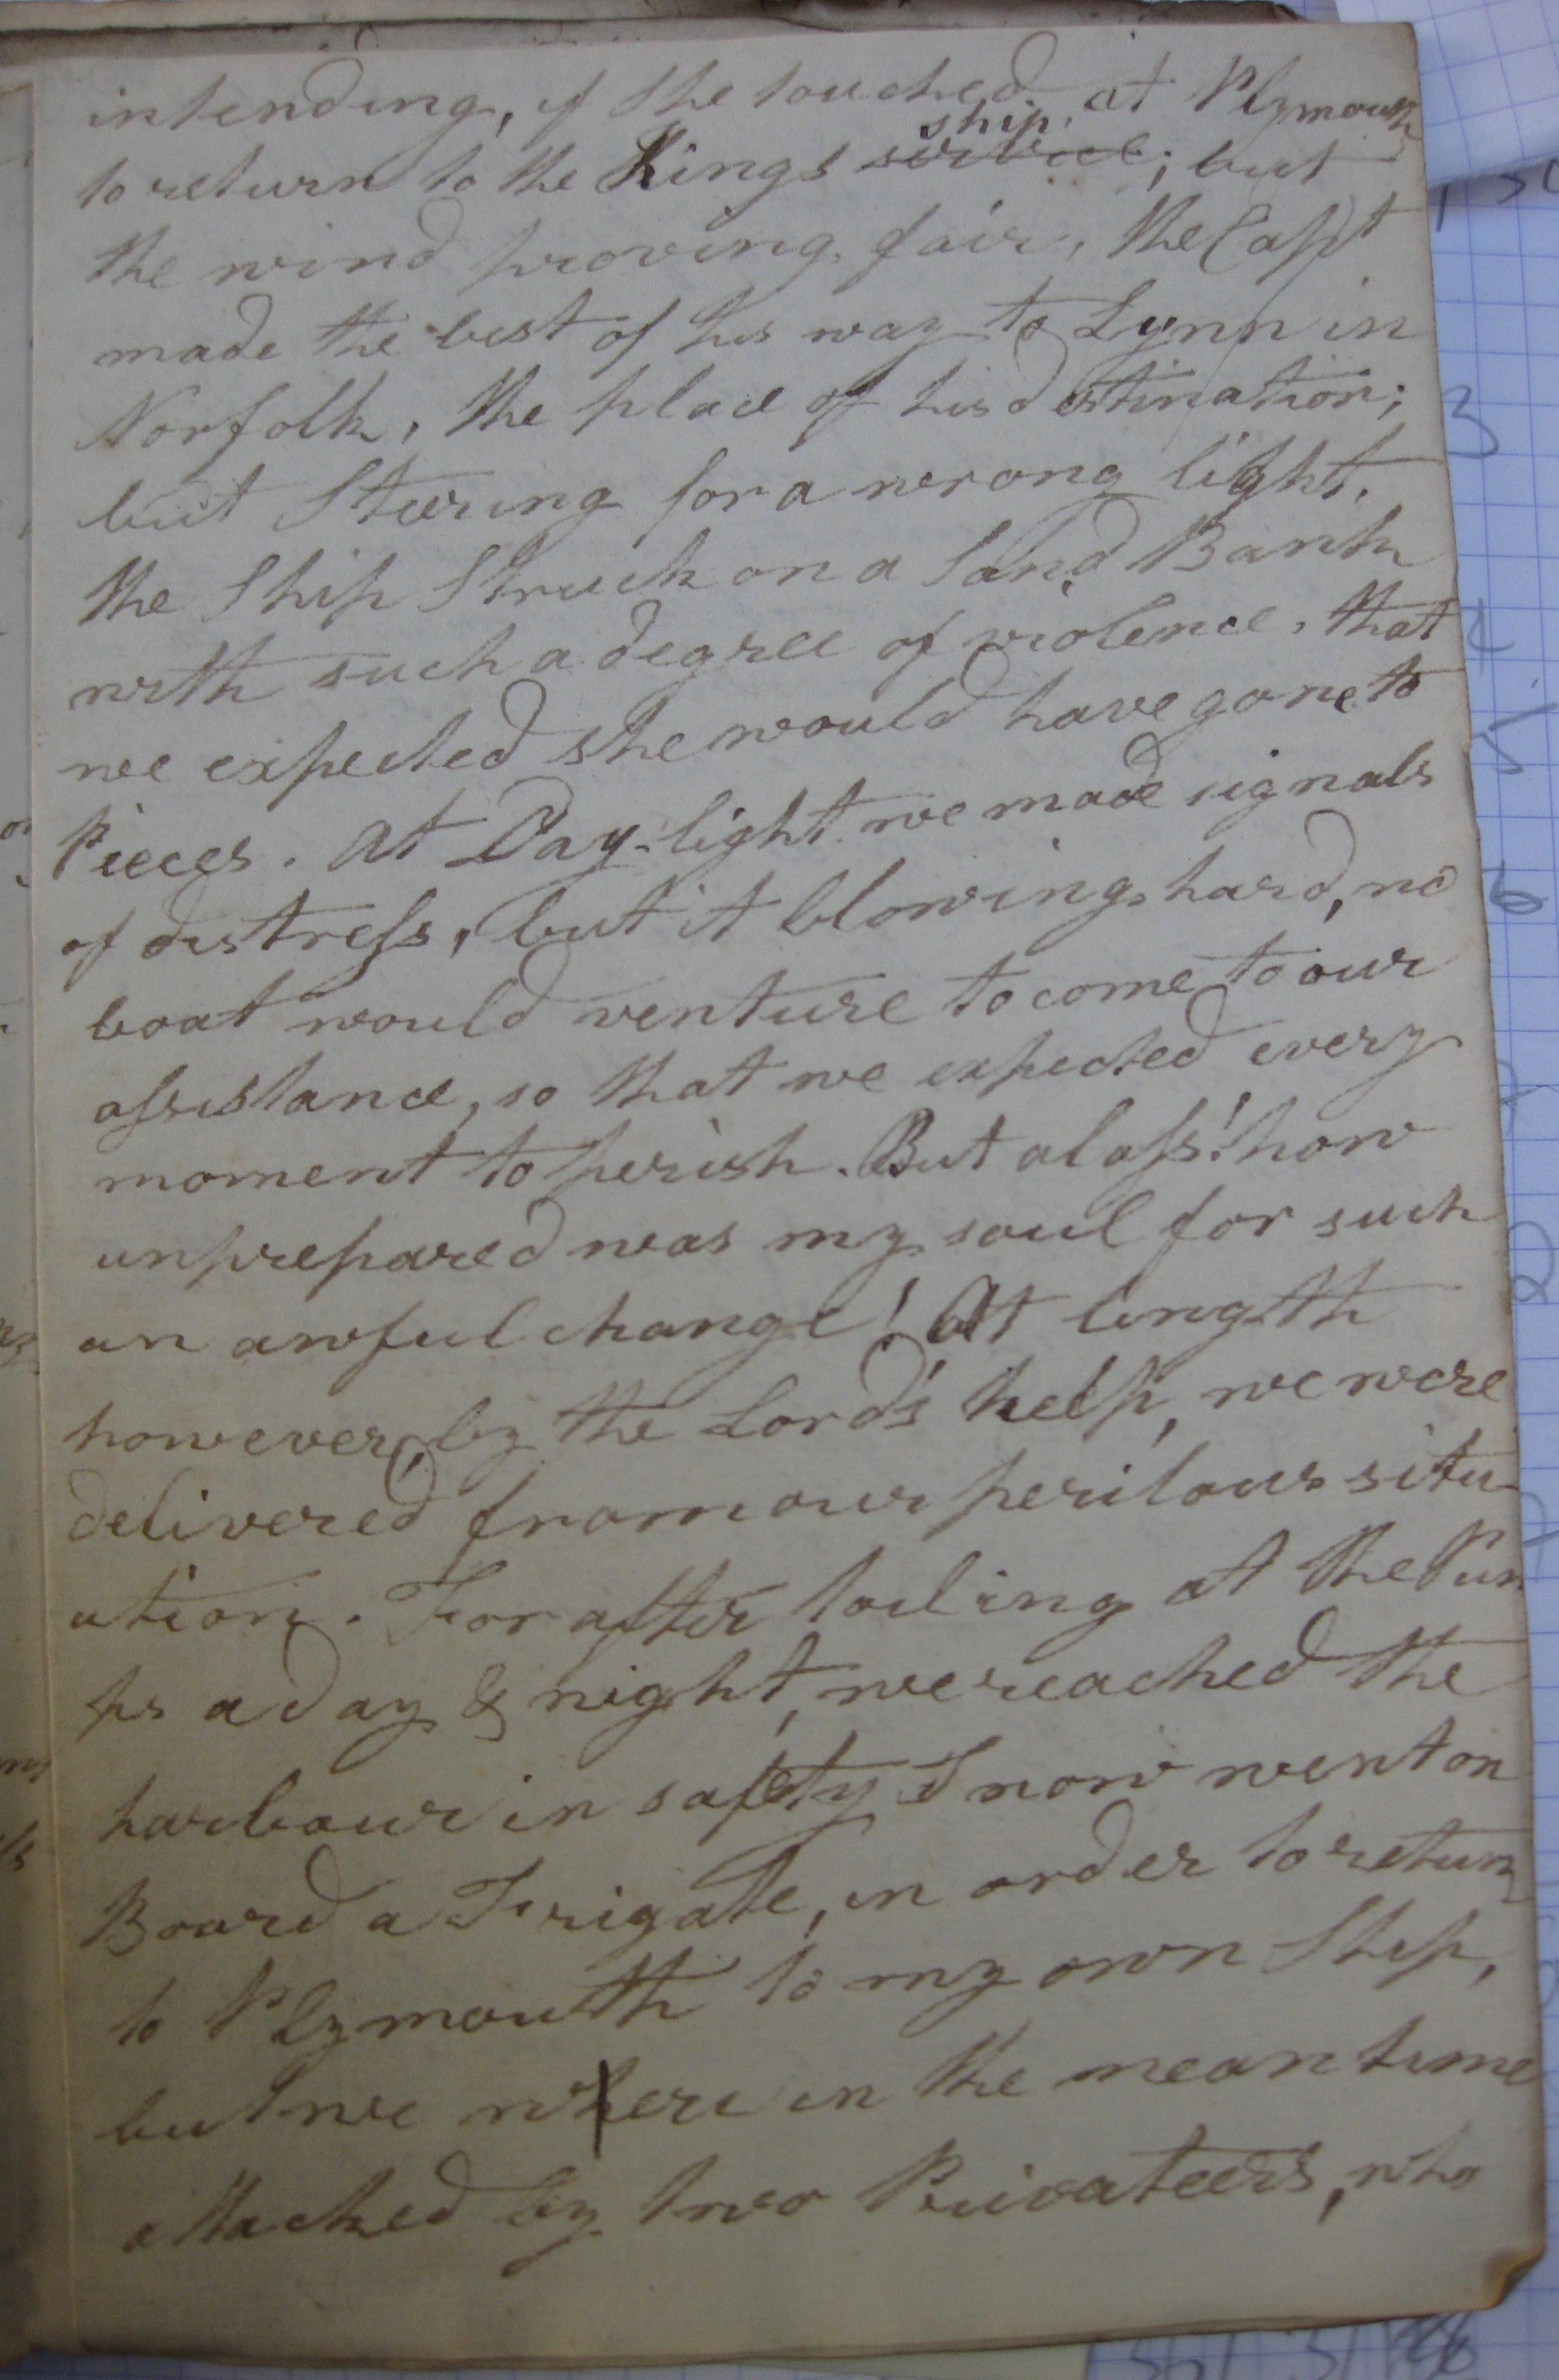 intending, if She touched at Plymouth
to return to the Kings service ship; but
the wind proving fair, the Capt
made the best of his way to Lynn in
Norfolk, the place of his destination;
but Steering for a wrong light,
the Ship Struck on a Sand Bank
with such a degree of violence, that
we expected she would have gone to
Pieces. At Day-light we made signals
of distreſs, but it blowing hard, no
boat would venture to come to our
aſsistance, so that we expected every
moment to perish. But alaſs! how
unprepared was my soul for such
an awful change! At length
however, by the Lord's help, we were
delivered from our perilous situ-
ation. For after toiling at the Pum
ps a day & night, we reached the
harbour in safety I now went on
Board a Frigate, in order to return
to Plymouth to my own Ship,
but we where in the mean time
attacked by two Privateers, who